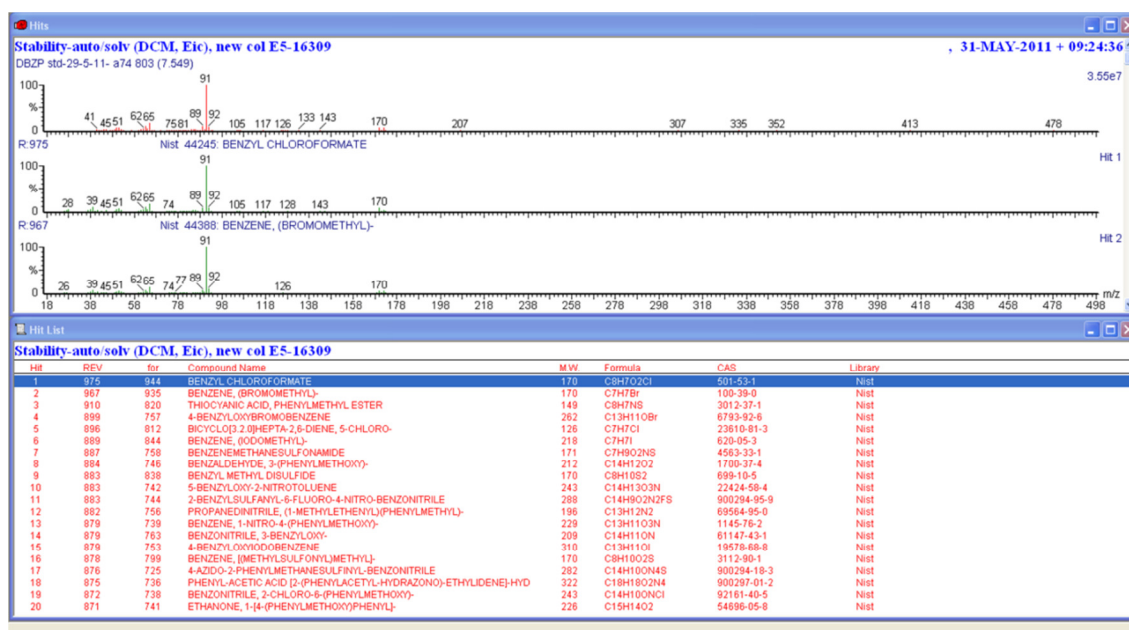 Hits
Stability-auto/solv (DCM, Eic), new col E5-16309 , 31-MAY-2011 + 09:24:36
DBZP std-29-5-11- a74 803 (7.549)
3.55e7
100
%
0
41 45 51 62 65 75 81 89 91 92 105 117 126 133 143 170 207 307 335 352 413 478
R:975 Nist 44245: BENZYL CHLOROFORMATE
Hit 1
100
%
0
28 39 45 51 62 65 74 89 91 92 105 117 128 143 170
R:967 Nist 44388: BENZENE, (BROMOMETHYL)-
Hit 2
100
%
0
26 39 45 51 62 65 74 77 89 91 92 126 170
18 38 58 78 98 118 138 158 178 198 218 238 258 278 298 318 338 358 378 398 418 438 458 478 498 m/z
Hit List
Stability-auto/solv (DCM, Eic), new col E5-16309
Hit REV for Compound Name M.W. Formula CAS Library
1 975 944 BENZYL CHLOROFORMATE 170 C8H7O2Cl 501-53-1 Nist
2 967 935 BENZENE, (BROMOMETHYL)- 170 C7H7Br 100-39-0 Nist
3 910 820 THIOCYANIC ACID, PHENYLMETHYL ESTER 149 C8H7NS 3012-37-1 Nist
4 899 757 4-BENZYLOXYBROMOBENZENE 262 C13H11OBr 6793-92-6 Nist
5 896 812 BICYCLO[3.2.0]HEPTA-2,6-DIENE, 5-CHLORO- 126 C7H7Cl 23610-81-3 Nist
6 889 844 BENZENE, (IODOMETHYL)- 218 C7H7I 620-05-3 Nist
7 887 788 BENZENEMETHANESULFONAMIDE 171 C7H9O2NS 4563-33-1 Nist
8 884 746 BENZALDEHYDE, 3-(PHENYLMETHOXY)- 212 C14H12O2 1700-37-4 Nist
9 883 838 BENZYL METHYL DISULFIDE 170 C8H10S2 699-10-5 Nist
10 883 742 5-BENZYLOXY-2-NITROTOLUENE 243 C14H13O3N 22424-58-4 Nist
11 883 744 2-BENZYLSULFANYL-6-FLUORO-4-NITRO-BENZONITRILE 288 C14H9O2N2FS 900294-95-9 Nist
12 882 756 PROPANEDINITRILE, (1-METHYLETHENYL)(PHENYLMETHYL)- 196 C13H12N2 69564-95-0 Nist
13 879 739 BENZENE, 1-NITRO-4-(PHENYLMETHOXY)- 229 C13H11O3N 1145-76-2 Nist
14 879 763 BENZONITRILE, 3-BENZYLOXY- 209 C14H11ON 61147-43-1 Nist
15 879 753 4-BENZYLOXYIODOBENZENE 310 C13H11OI 19578-68-8 Nist
16 878 799 BENZENE, [(METHYLSULFONYL)METHYL]- 170 C8H10O2S 3112-90-1 Nist
17 876 725 4-AZIDO-2-PHENYLMETHANESULFINYL-BENZONITRILE 282 C14H10ON4S 900294-18-3 Nist
18 875 736 PHENYL-ACETIC ACID [2-(PHENYLACETYL-HYDRAZONO)-ETHYLIDENE]-HYD 322 C18H18O2N4 900297-01-2 Nist
19 872 738 BENZONITRILE, 2-CHLORO-6-(PHENYLMETHOXY)- 243 C14H10ONCl 92161-40-5 Nist
20 871 741 ETHANONE, 1-[4-(PHENYLMETHOXY)PHENYL]- 226 C15H14O2 54696-05-8 Nist